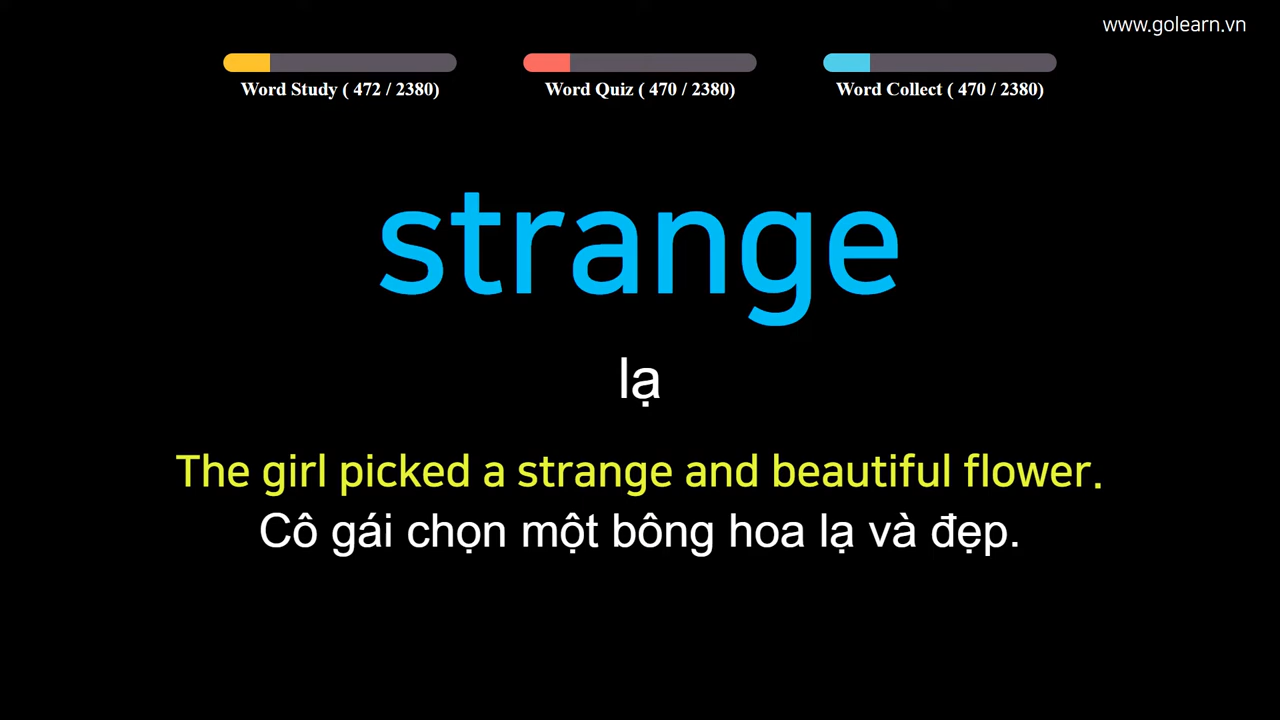 www.golearn.vn
Word Study ( 472 / 2380)
Word Quiz ( 470 / 2380)
Word Collect ( 470 / 2380)
strange
lạ
The girl picked a strange and beautiful flower.
Cô gái chọn một bông hoa lạ và đẹp.